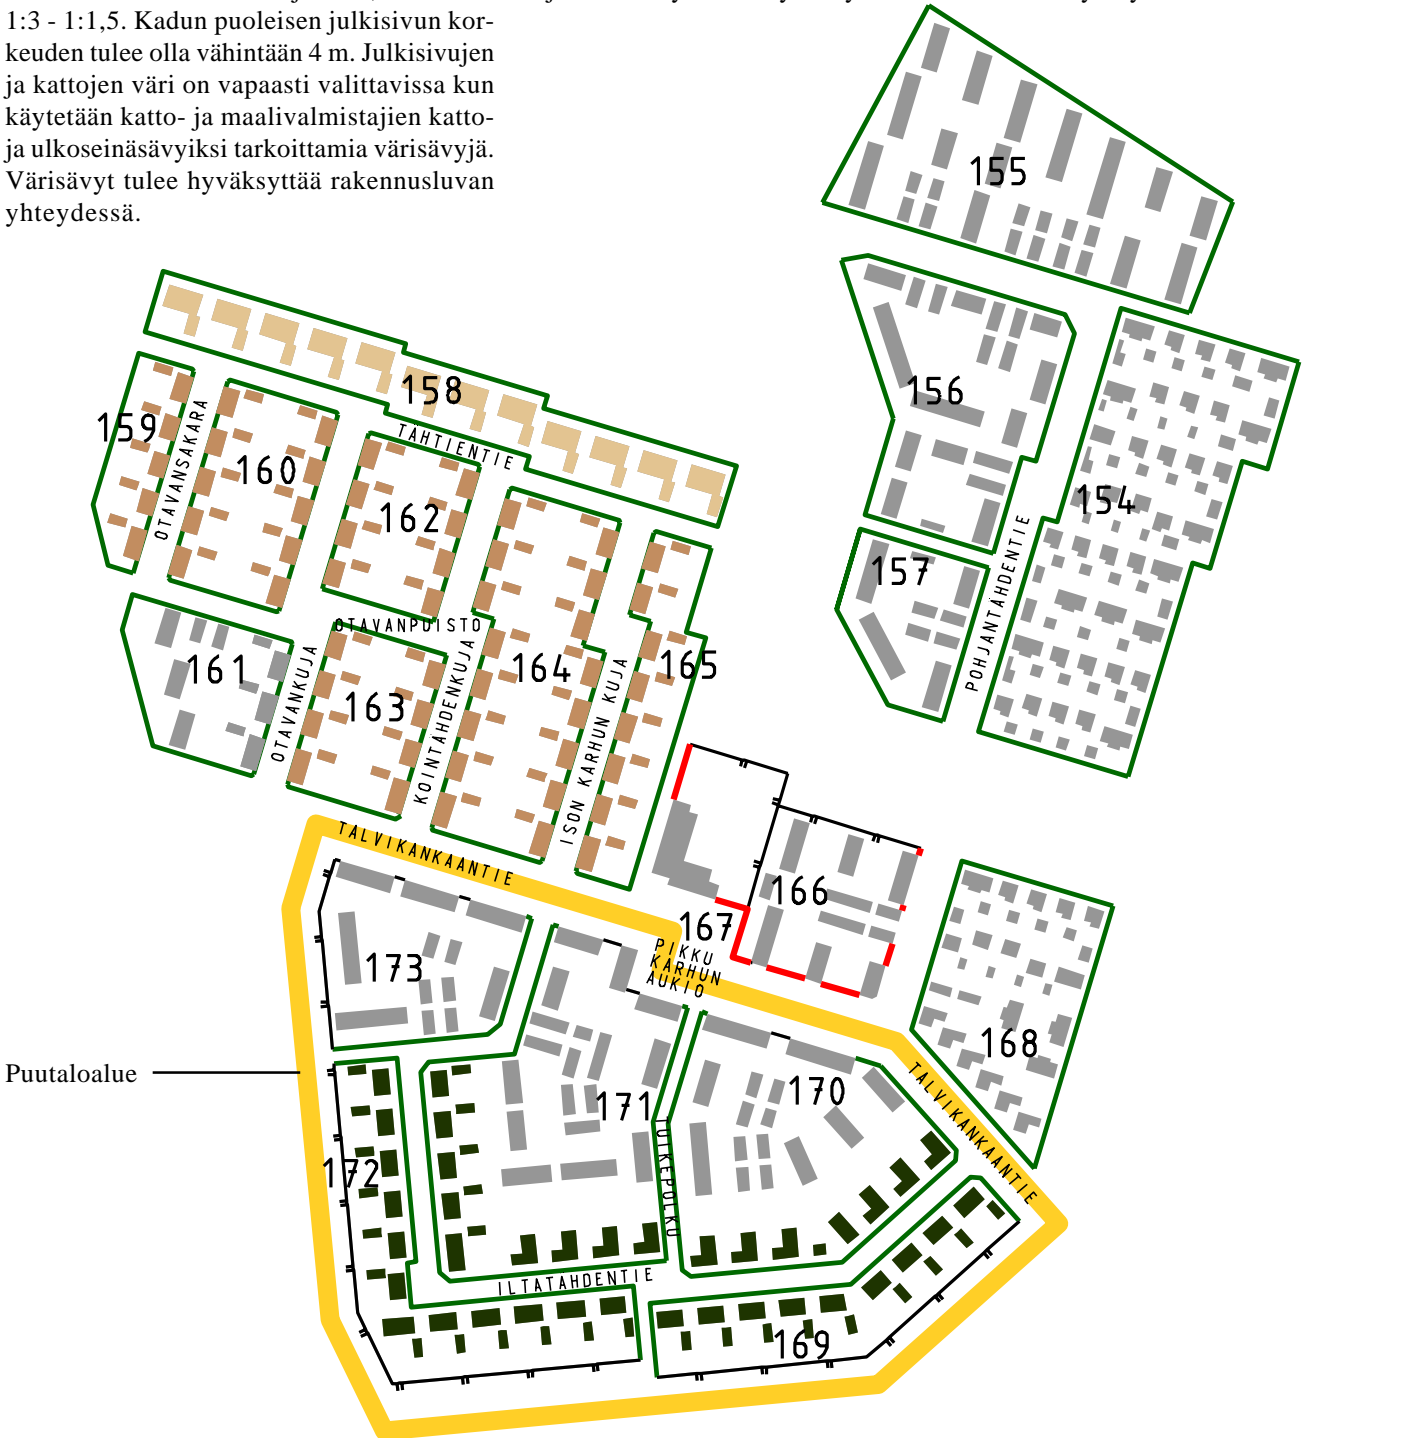 1:3 - 1:1,5. Kadun puoleisen julkisivun kor-
keuden tulee olla vähintään 4 m. Julkisivujen
ja kattojen väri on vapaasti valittavissa kun
käytetään katto- ja maalivalmistajien katto-
ja ulkoseinäsävyiksi tarkoittamia värisävyjä.
Värisävyt tulee hyväksyttää rakennusluvan
yhteydessä.
155
156
158
159
TÄHTIENTIE
OTAVANSAKARA
160
154
162
157
POHJANTÄHDENTIE
OTAVANPUISTO
161
164
165
OTAVANKUJA
163
KOINTÄHDENKUJA
ISON KARHUN KUJA
TALVIKANKAANTIE
166
167
PIKKU
KARHUN
AUKIO
173
168
Puutaloalue
170
171
TALVIKANKAANTIE
TUIKEPOLKU
172
ILTATÄHDENTIE
169